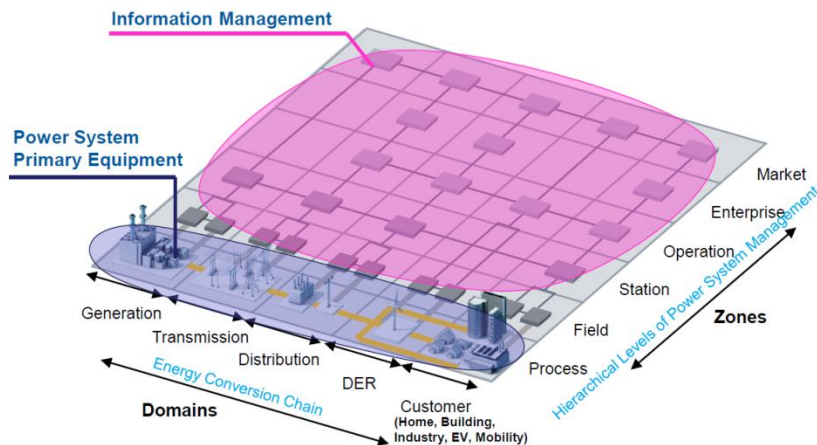 Information Management
Power System
Primary Equipment
Market
Enterprise
Operation
Station
Field
Process
Hierarchical Levels of Power System Management
Zones
Generation
Transmission
Distribution
DER
Customer
(Home, Building,
Industry, EV, Mobility)
Energy Conversion Chain
Domains